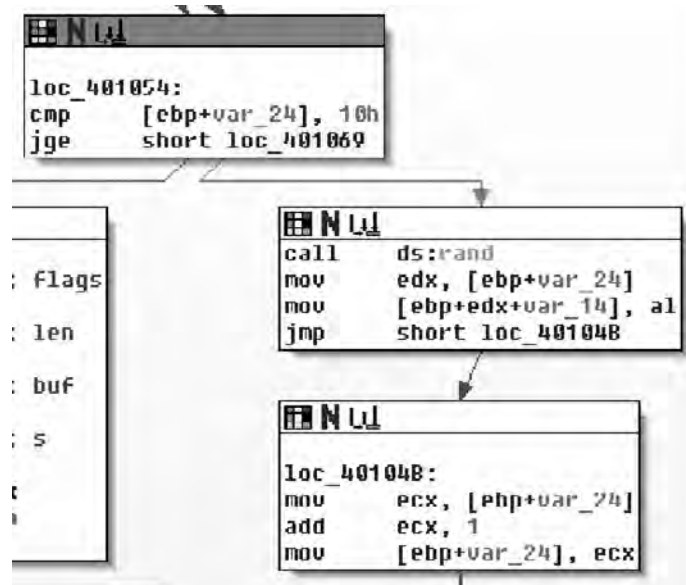 loc_401054:
cmp [ebp+var_24], 10h
jge short loc_401069
; flags
; len
; buf
; s
call ds:rand
mov edx, [ebp+var_24]
mov [ebp+edx+var_14], al
jmp short loc_40104B
loc_40104B:
mov ecx, [ebp+var_24]
add ecx, 1
mov [ebp+var_24], ecx